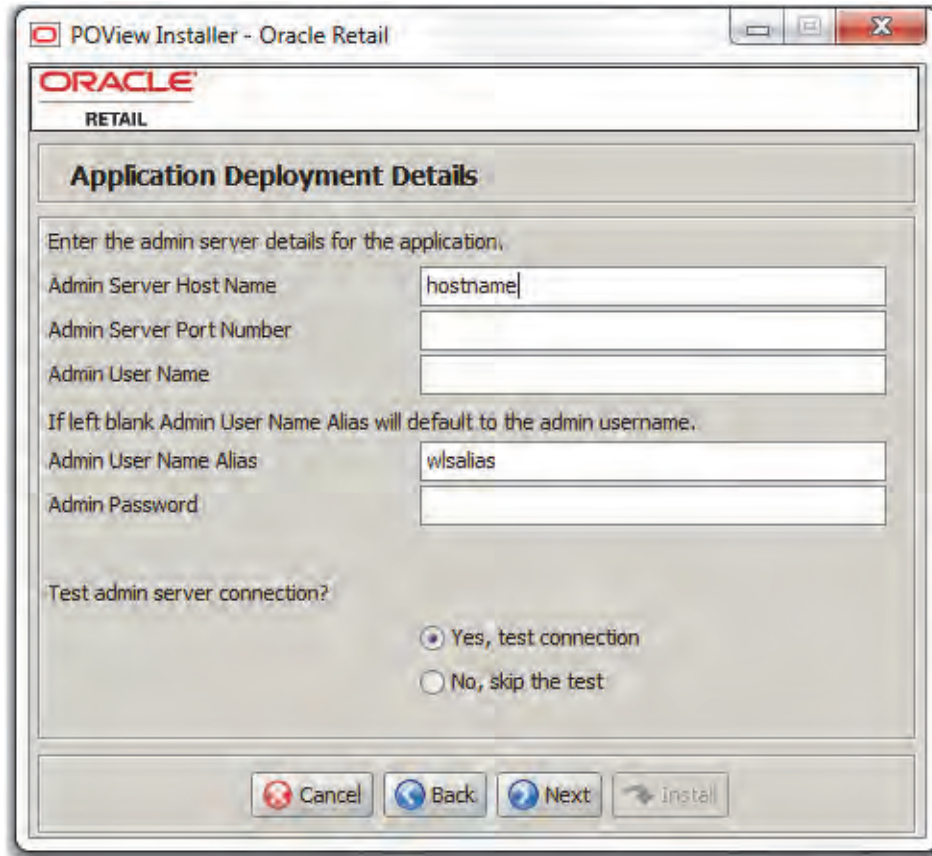 POView Installer - Oracle Retail
ORACLE
RETAIL
Application Deployment Details
Enter the admin server details for the application.
Admin Server Host Name hostname
Admin Server Port Number
Admin User Name
If left blank Admin User Name Alias will default to the admin username.
Admin User Name Alias wlsalias
Admin Password
Test admin server connection?
Yes, test connection
No, skip the test
Cancel Back Next Install